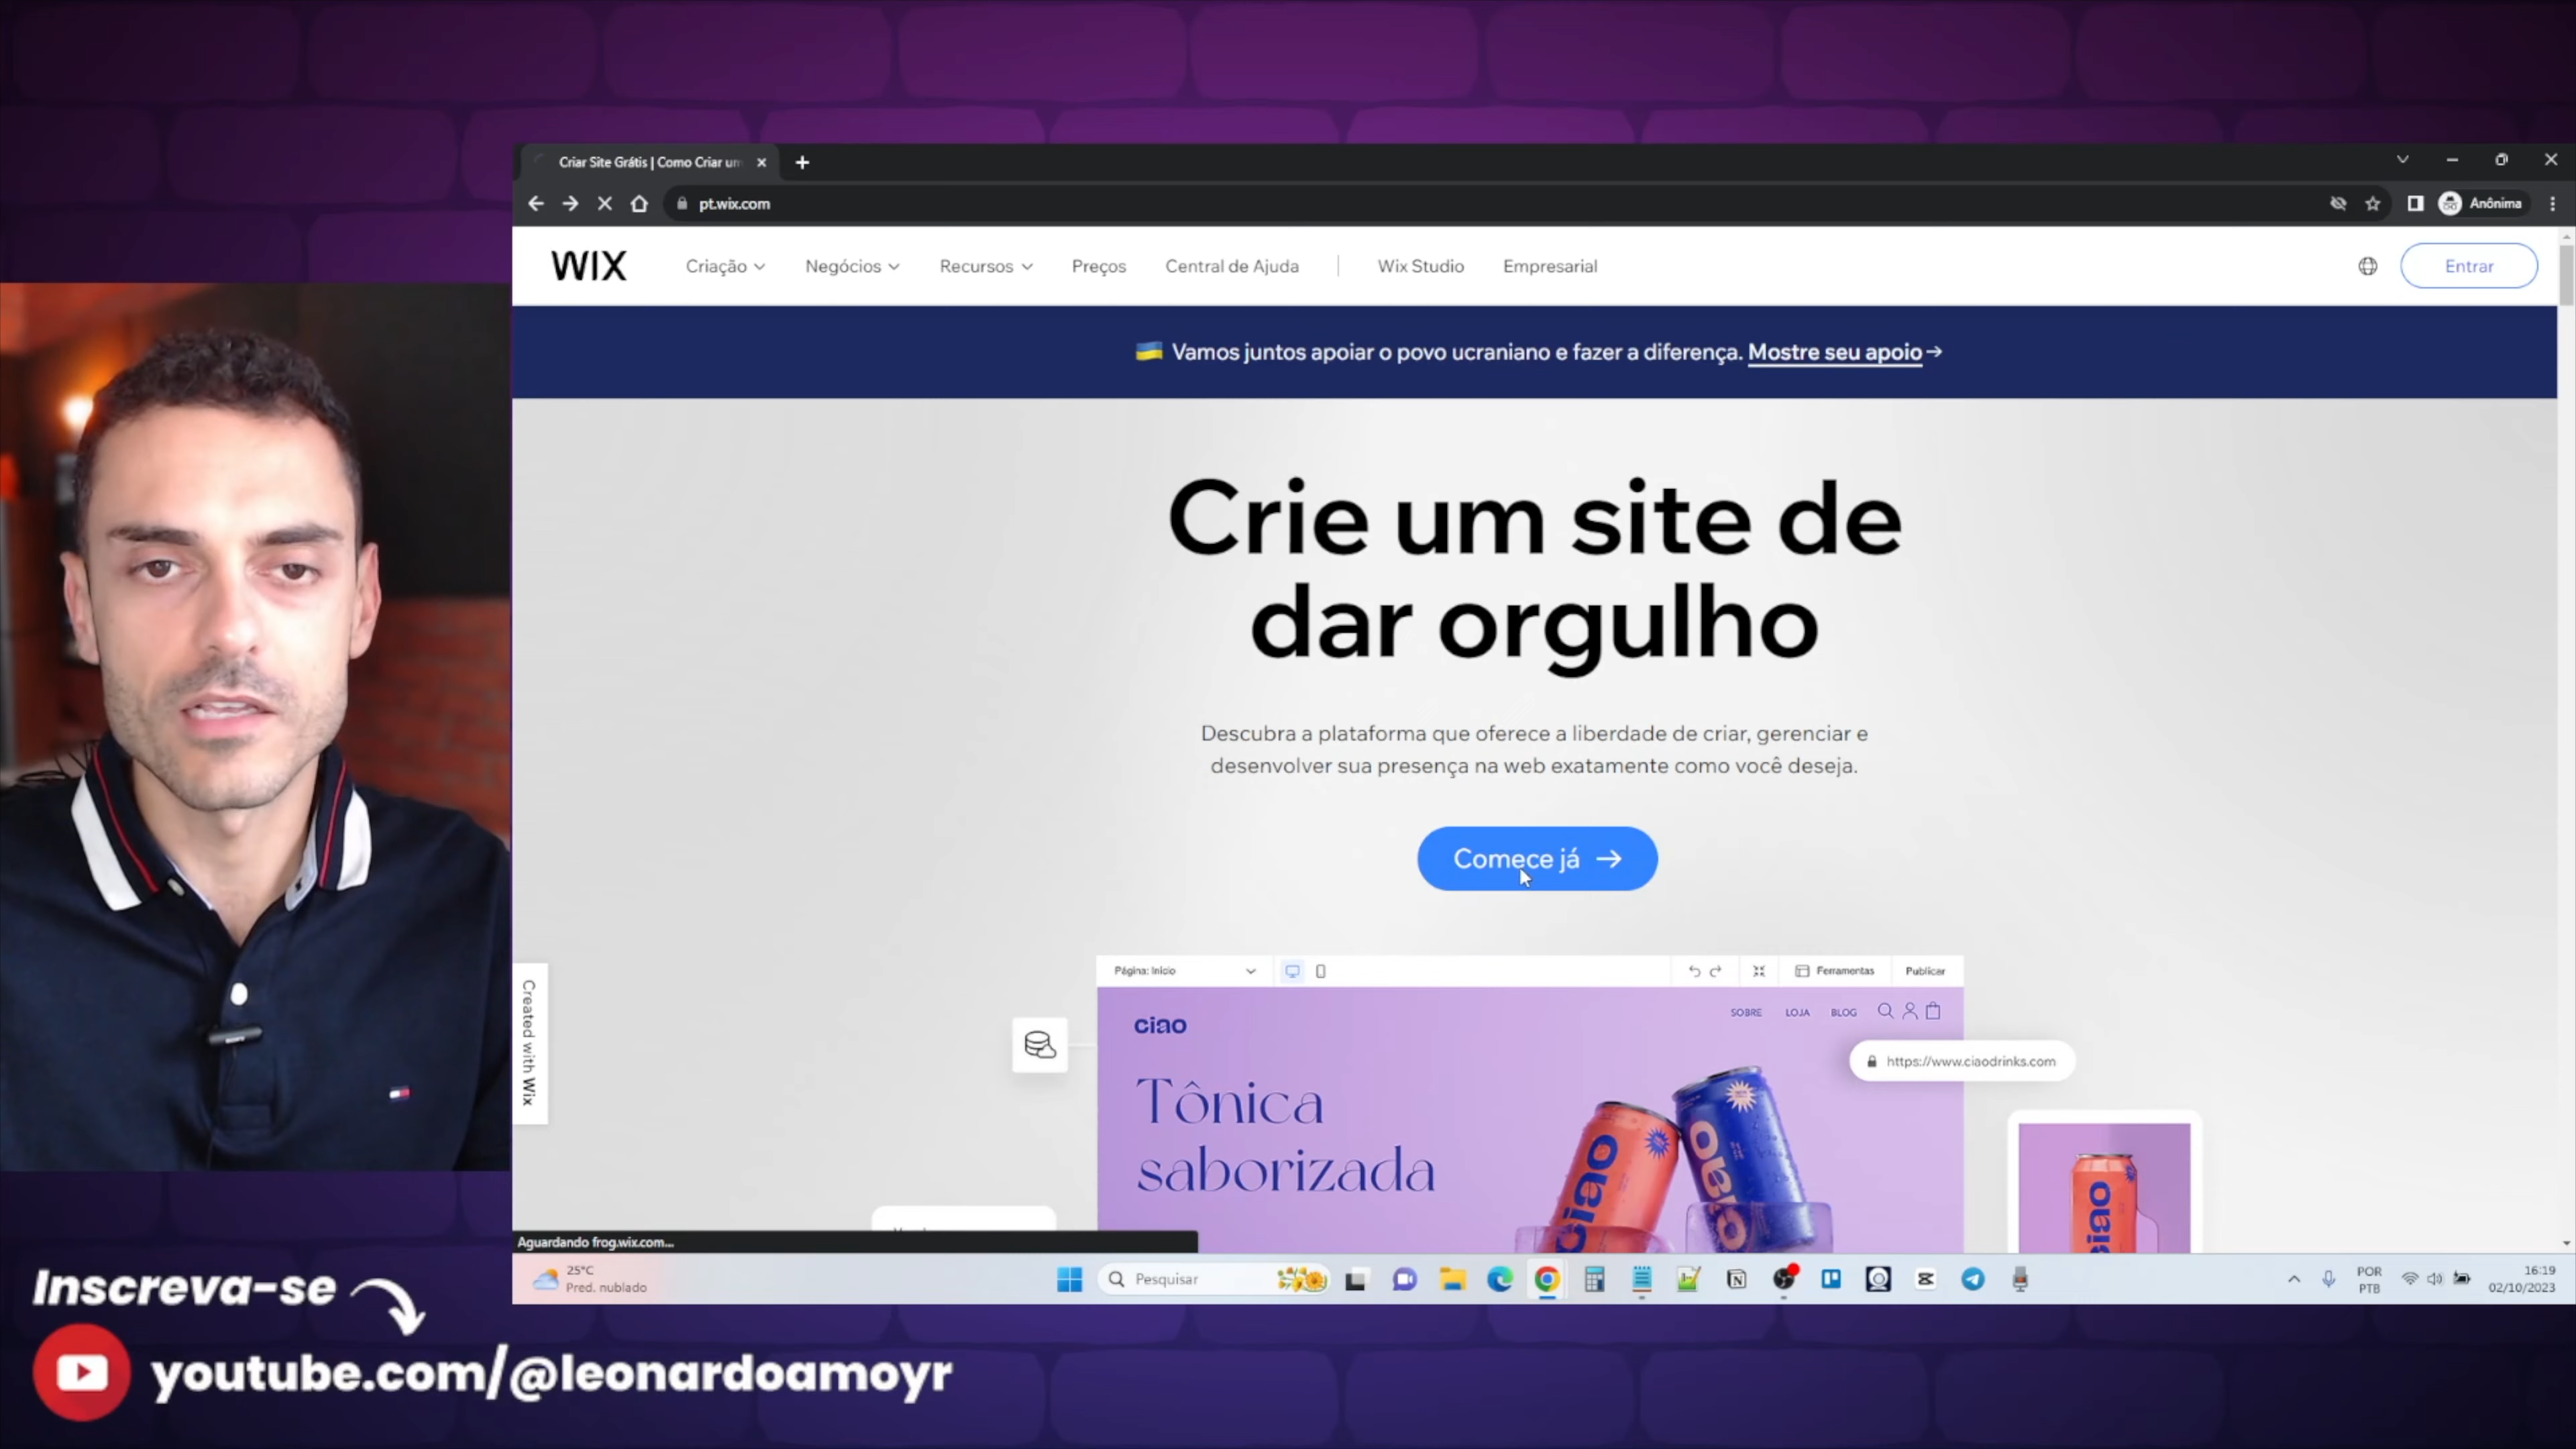 Criar Site Grátis | Como Criar um
pt.wix.com
Anônima
WIX
Criação
Negócios
Recursos
Preços
Central de Ajuda
Wix Studio
Empresarial
Entrar
Vamos juntos apoiar o povo ucraniano e fazer a diferença. Mostre seu apoio →
Crie um site de
dar orgulho
Descubra a plataforma que oferece a liberdade de criar, gerenciar e
desenvolver sua presença na web exatamente como você deseja.
Comece já →
Created with Wix
Página: Início
Ferramentas
Publicar
ciao
SOBRE
LOJA
BLOG
https://www.ciaodrinks.com
Tônica
saborizada
ciao
ciao
ciao
Aguardando frog.wix.com...
25°C
Pred. nublado
Pesquisar
POR
PTB
16:19
02/10/2023
Inscreva-se
youtube.com/@leonardoamoyr